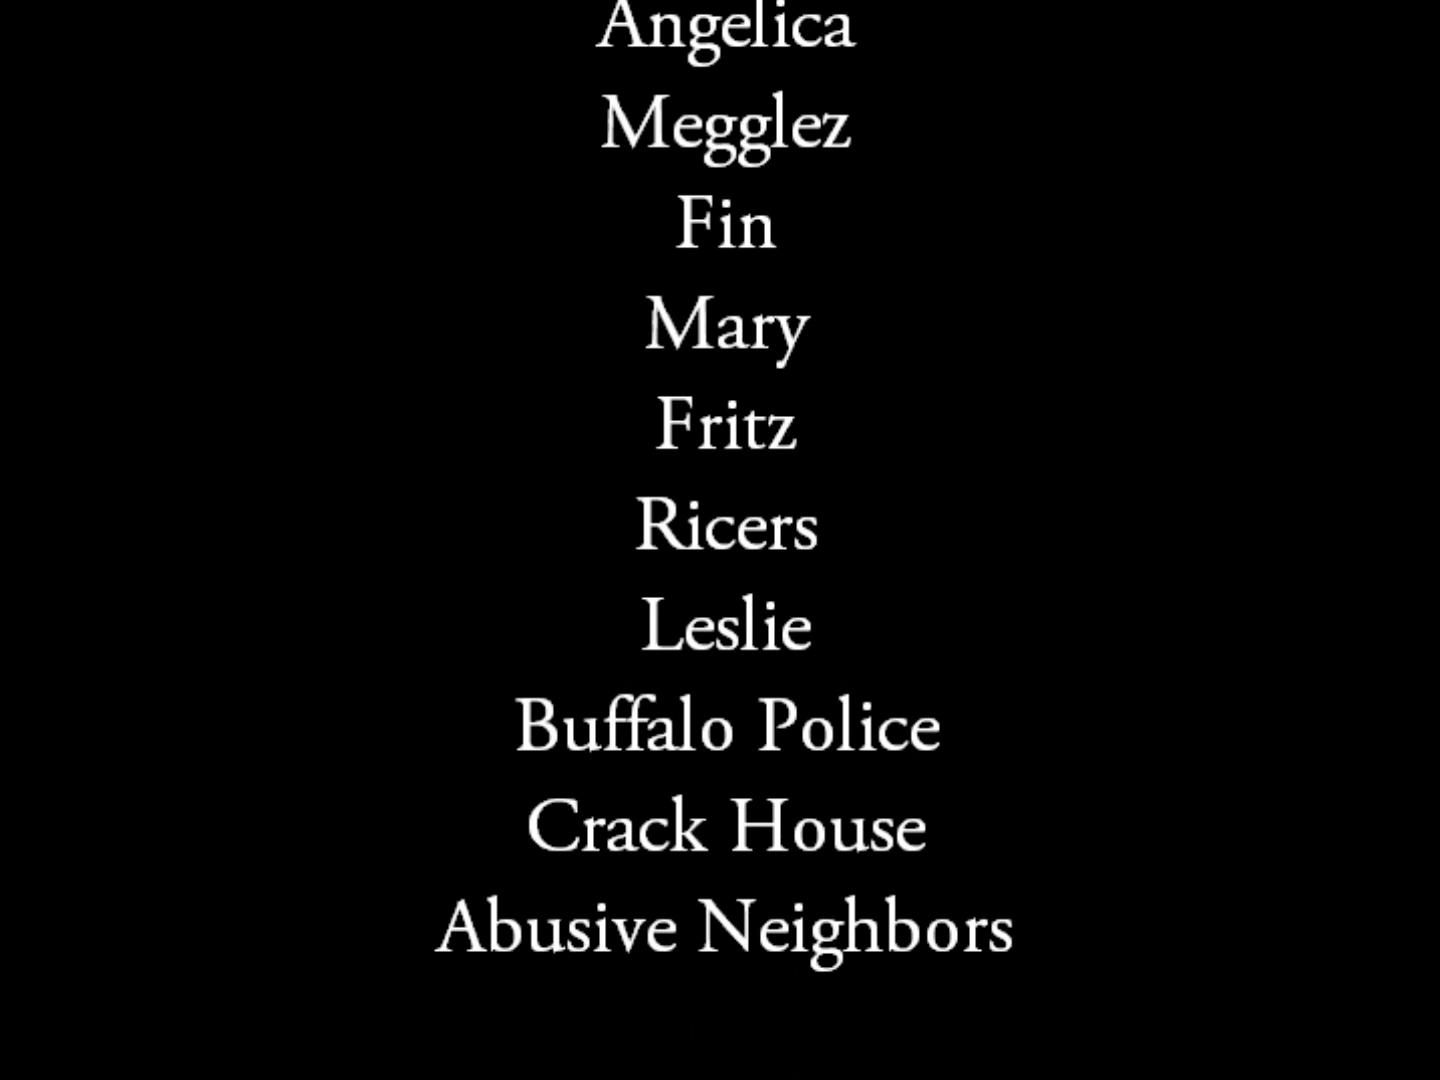 Angelica
Megglez
Fin
Mary
Fritz
Ricers
Leslie
Buffalo Police
Crack House
Abusive Neighbors